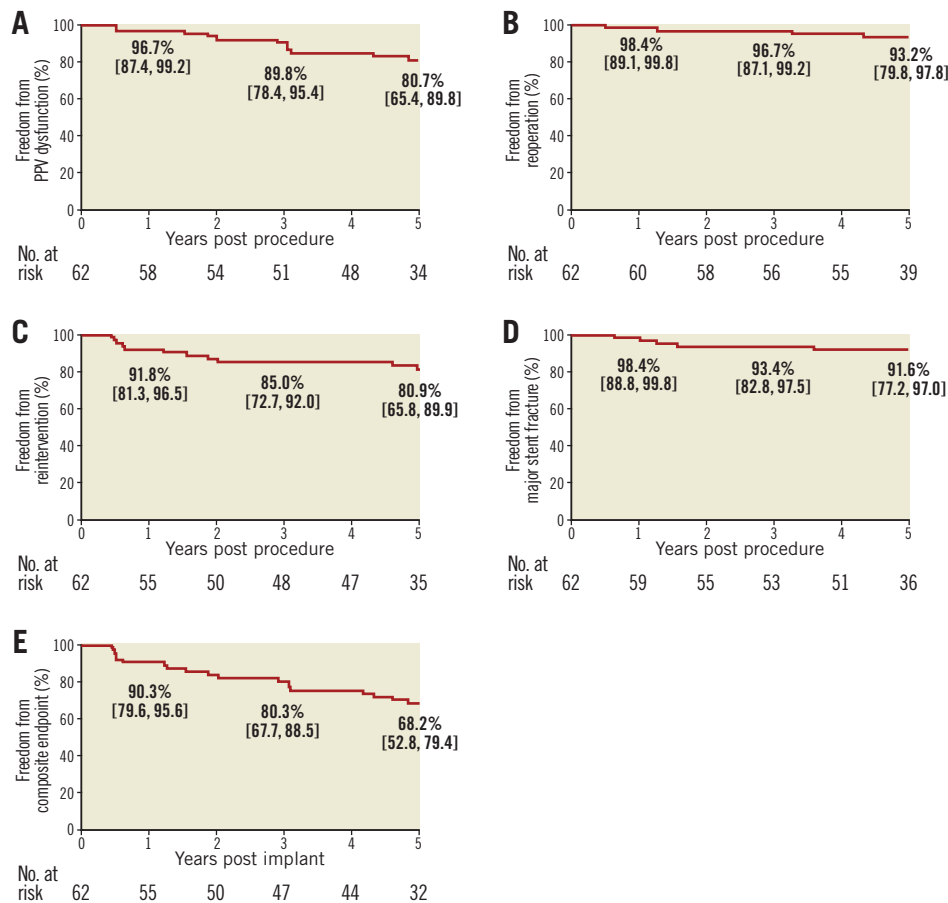 A
Freedom from
PPV dysfunction (%)
100
80
60
40
20
0
96.7%
[87.4, 99.2]
89.8%
[78.4, 95.4]
80.7%
[65.4, 89.8]
0 1 2 3 4 5
Years post procedure
No. at
risk 62 58 54 51 48 34
B
Freedom from
reoperation (%)
100
80
60
40
20
0
98.4%
[89.1, 99.8]
96.7%
[87.1, 99.2]
93.2%
[79.8, 97.8]
0 1 2 3 4 5
Years post procedure
62 60 58 56 55 39
C
Freedom from
reintervention (%)
100
80
60
40
20
0
91.8%
[81.3, 96.5]
85.0%
[72.7, 92.0]
80.9%
[65.8, 89.9]
0 1 2 3 4 5
Years post procedure
No. at
risk 62 55 50 48 47 35
D
Freedom from
major stent fracture (%)
100
80
60
40
20
0
98.4%
[88.8, 99.8]
93.4%
[82.8, 97.5]
91.6%
[77.2, 97.0]
0 1 2 3 4 5
Years post procedure
No. at
risk 62 59 55 53 51 36
E
Freedom from
composite endpoint (%)
100
80
60
40
20
0
90.3%
[79.6, 95.6]
80.3%
[67.7, 88.5]
68.2%
[52.8, 79.4]
0 1 2 3 4 5
Years post implant
No. at
risk 62 55 50 47 44 32